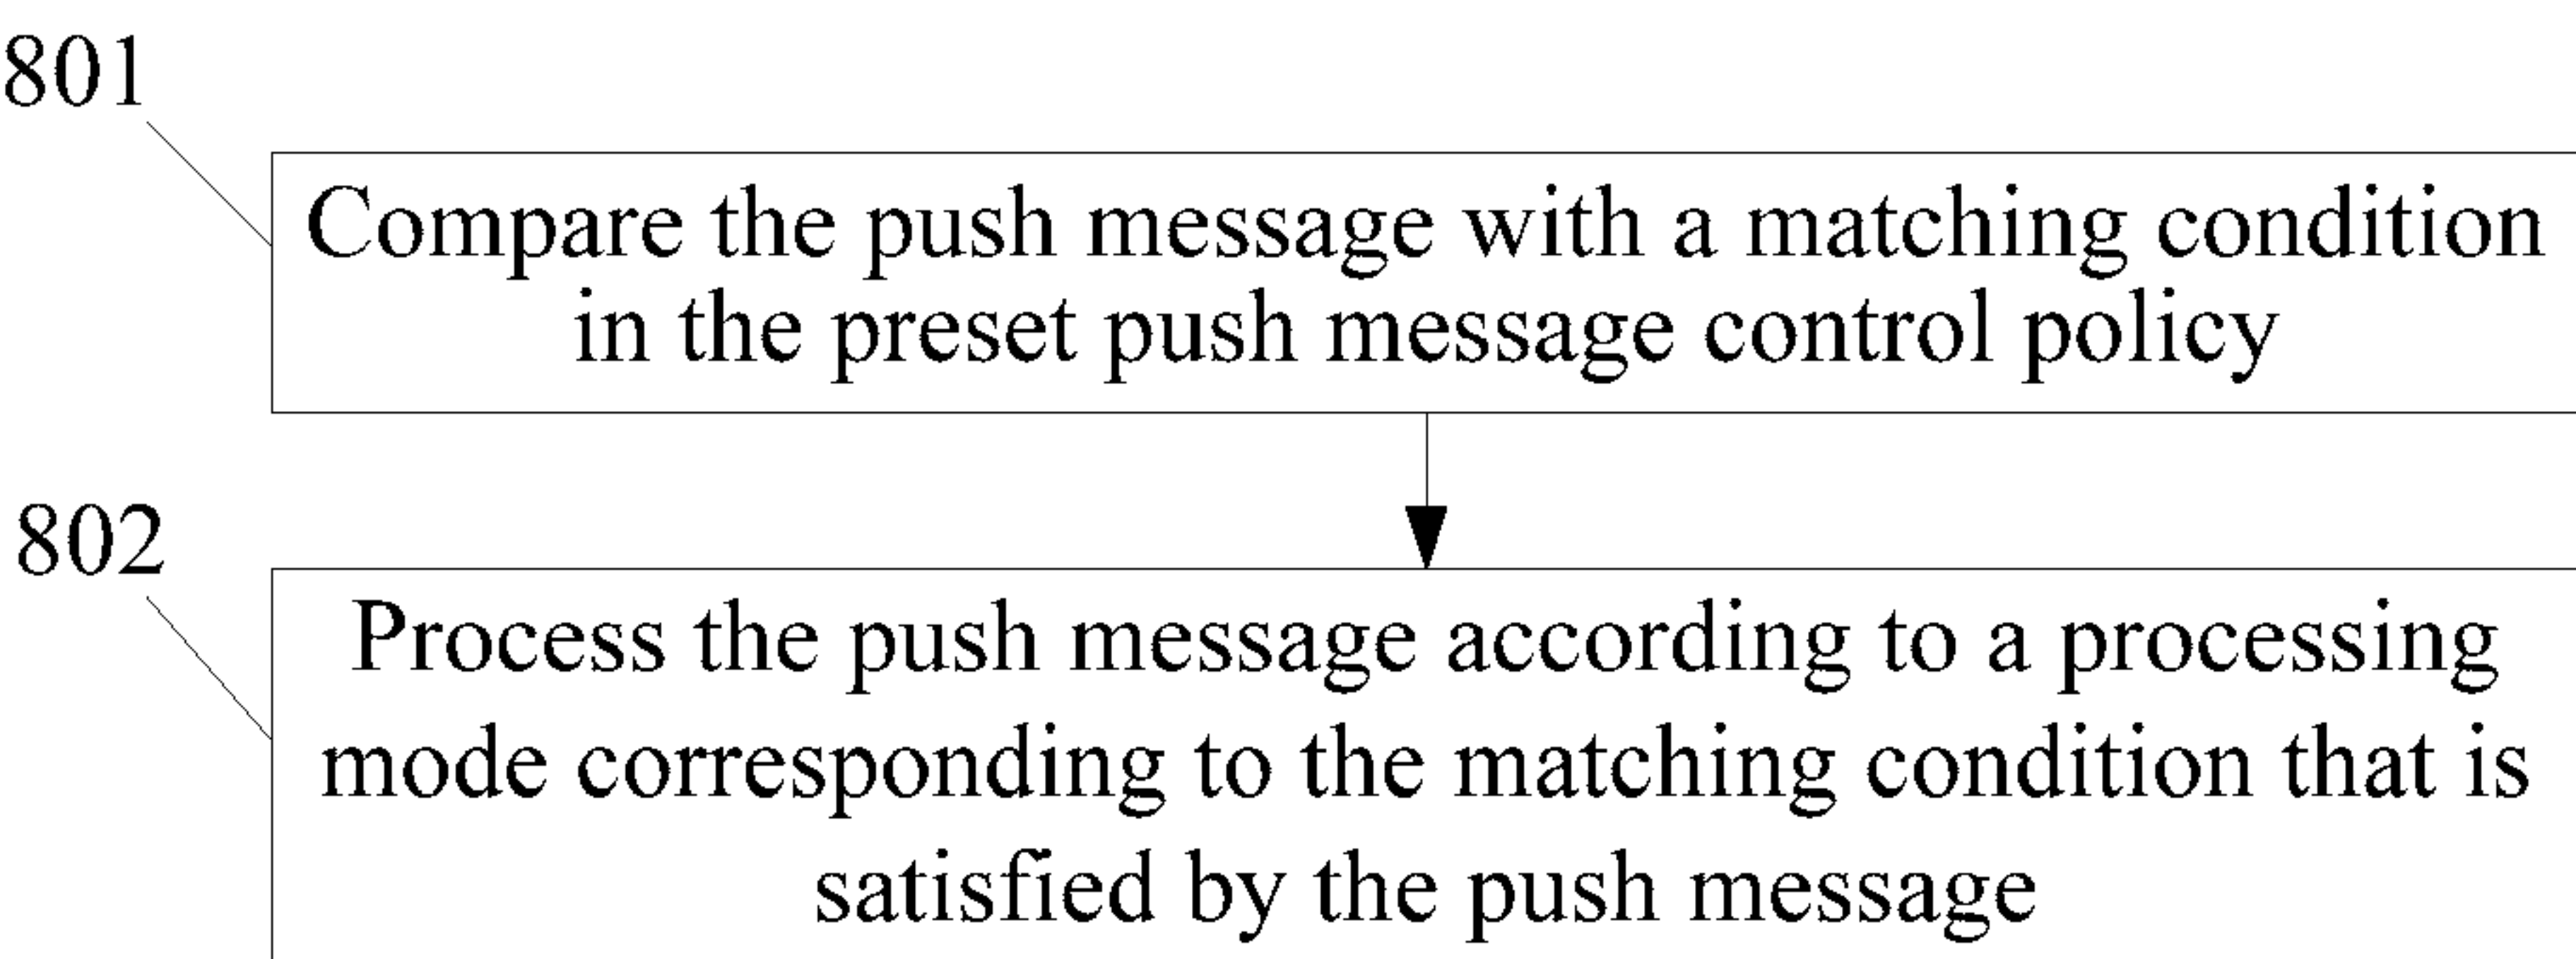 801
Compare the push message with a matching condition
in the preset push message control policy
802
Process the push message according to a processing
mode corresponding to the matching condition that is
satisfied by the push message